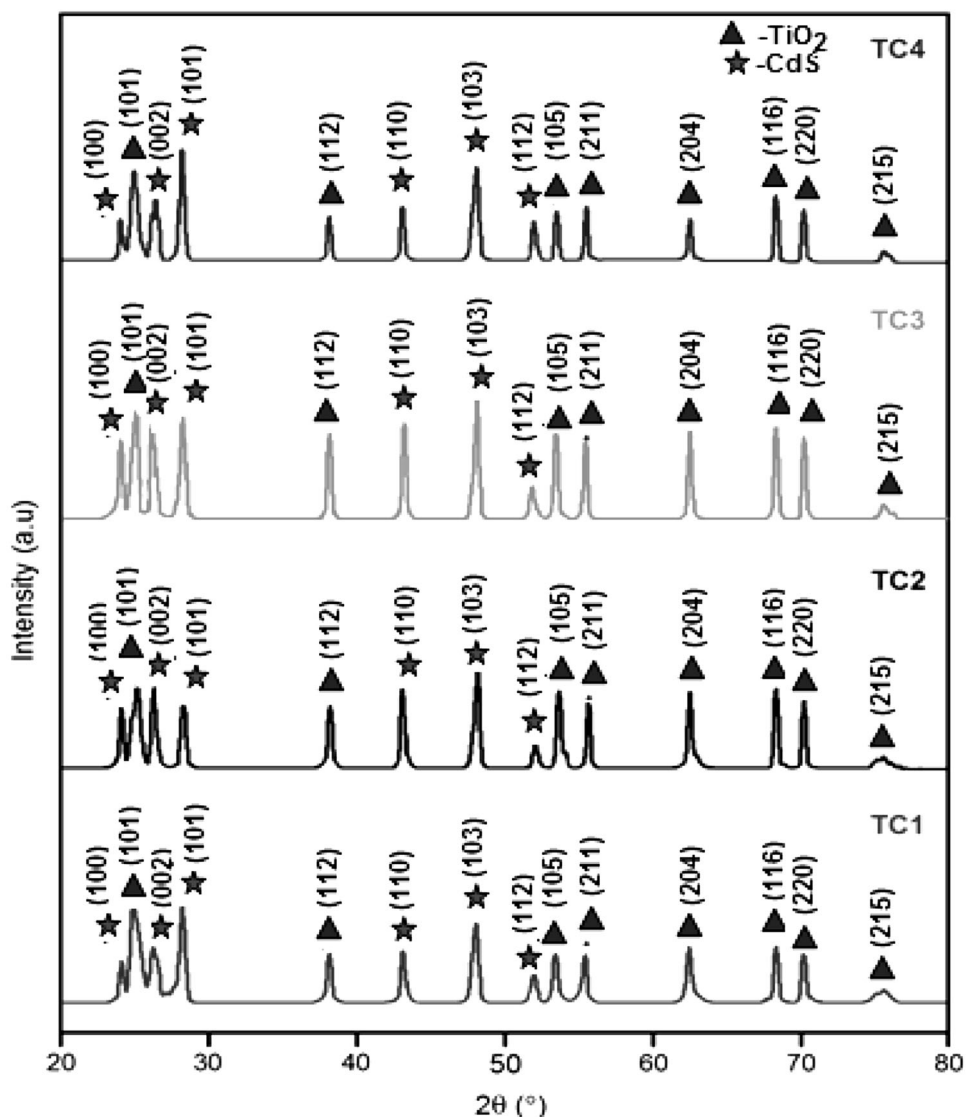 ▲ -TiO2
★ -CdS
TC4
(100) (101) (002) (101) (112) (110) (103) (112) (105) (211) (204) (116) (220) (215)
TC3
(100) (101) (002) (101) (112) (110) (103) (112) (105) (211) (204) (116) (220) (215)
TC2
(100) (101) (002) (101) (112) (110) (103) (112) (105) (211) (204) (116) (220) (215)
TC1
(100) (101) (002) (101) (112) (110) (103) (112) (105) (211) (204) (116) (220) (215)
Intensity (a.u)
20 30 40 50 60 70 80
2θ (°)